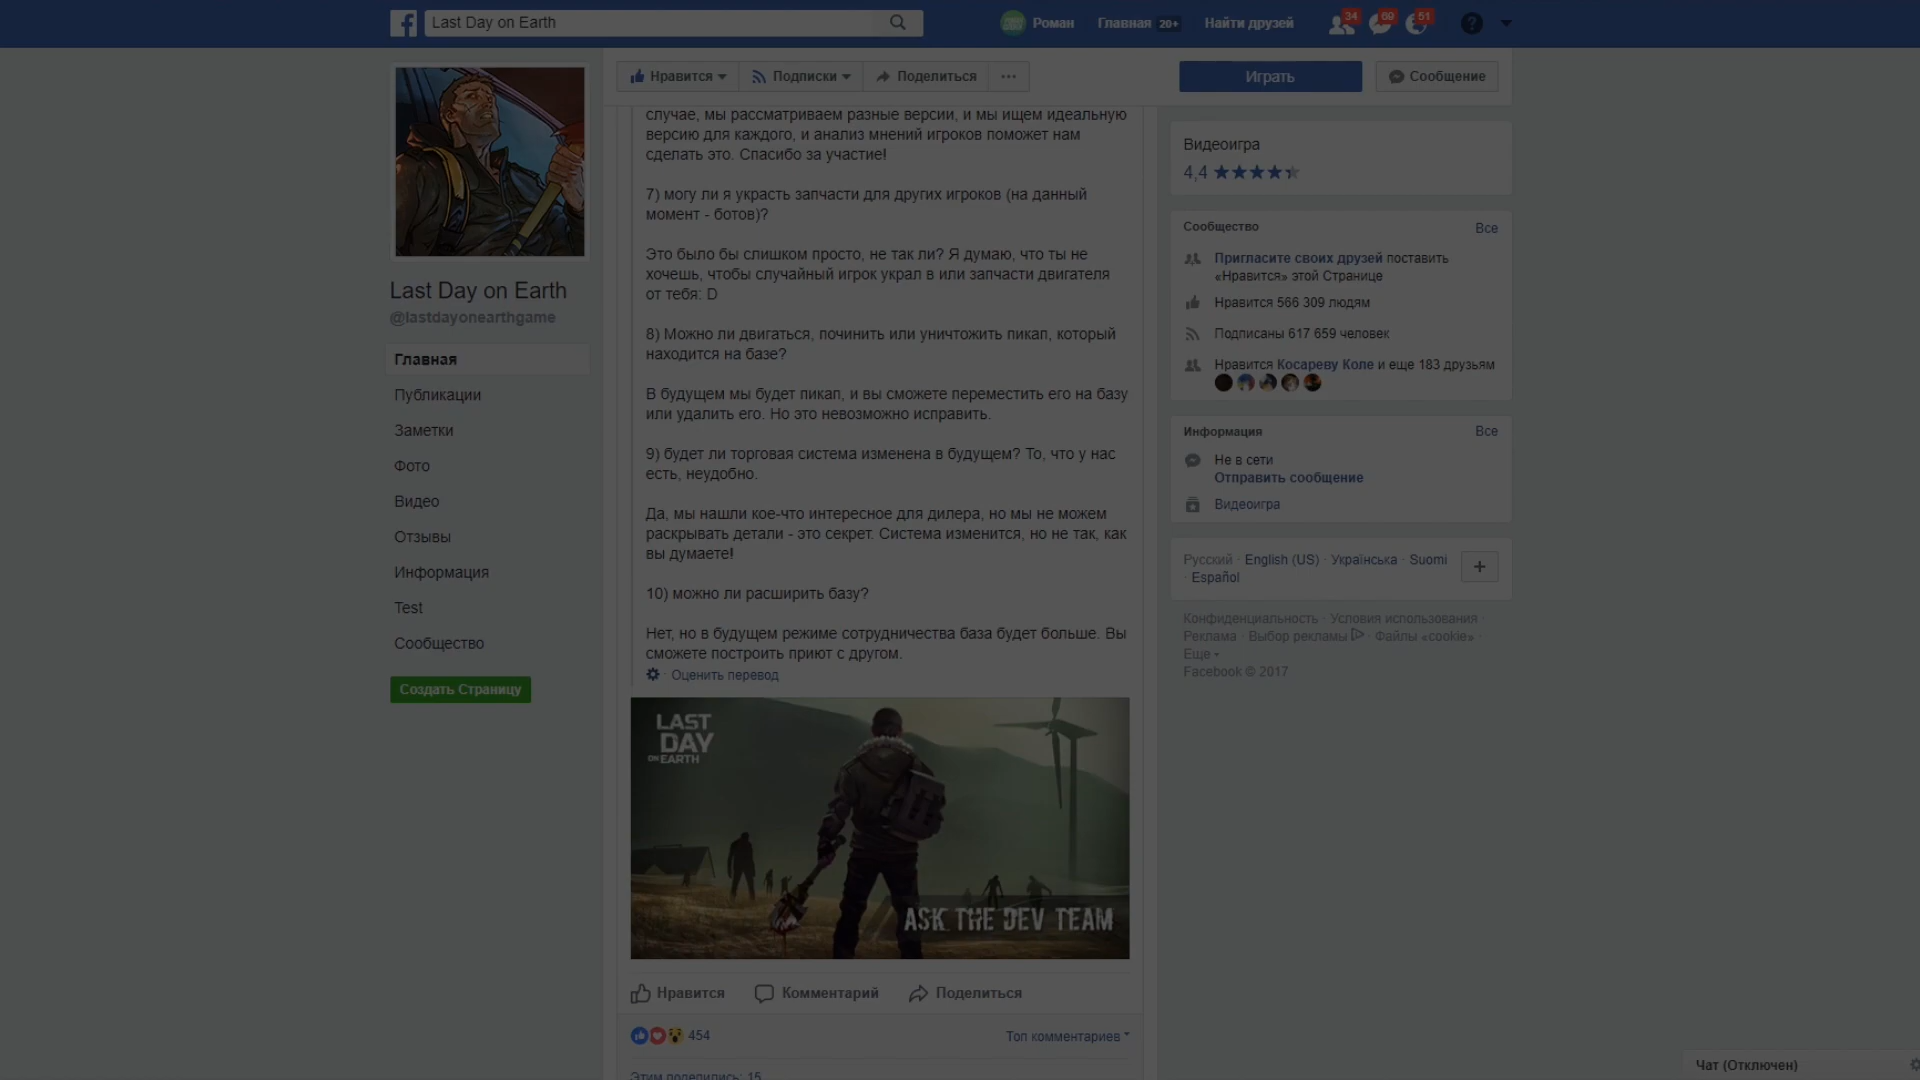 Last Day on Earth
Роман
Главная 20+
Найти друзей
34
69
51
?
Last Day on Earth
@lastdayonearthgame
Главная
Публикации
Заметки
Фото
Видео
Отзывы
Информация
Test
Сообщество
Создать Страницу
Нравится
Подписки
Поделиться
Играть
Сообщение
случае, мы рассматриваем разные версии, и мы ищем идеальную
версию для каждого, и анализ мнений игроков поможет нам
сделать это. Спасибо за участие!
7) могу ли я украсть запчасти для других игроков (на данный
момент - ботов)?
Это было бы слишком просто, не так ли? Я думаю, что ты не
хочешь, чтобы случайный игрок украл в или запчасти двигателя
от тебя: D
8) Можно ли двигаться, починить или уничтожить пикап, который
находится на базе?
В будущем мы будет пикап, и вы сможете переместить его на базу
или удалить его. Но это невозможно исправить.
9) будет ли торговая система изменена в будущем? То, что у нас
есть, неудобно.
Да, мы нашли кое-что интересное для дилера, но мы не можем
раскрывать детали - это секрет. Система изменится, но не так, как
вы думаете!
10) можно ли расширить базу?
Нет, но в будущем режиме сотрудничества база будет больше. Вы
сможете построить приют с другом.
· Оценить перевод
LAST
DAY
ON EARTH
ASK THE DEV TEAM
Нравится
Комментарий
Поделиться
454
Топ комментариев
Этим поделились: 15
Видеоигра
4,4
Сообщество
Все
Пригласите своих друзей поставить
«Нравится» этой Странице
Нравится 566 309 людям
Подписаны 617 659 человек
Нравится Косареву Коле и еще 183 друзьям
Информация
Все
Не в сети
Отправить сообщение
Видеоигра
Русский · English (US) · Українська · Suomi
· Español
+
Конфиденциальность · Условия использования ·
Реклама · Выбор рекламы · Файлы «cookie» ·
Еще
Facebook © 2017
Чат (Отключен)